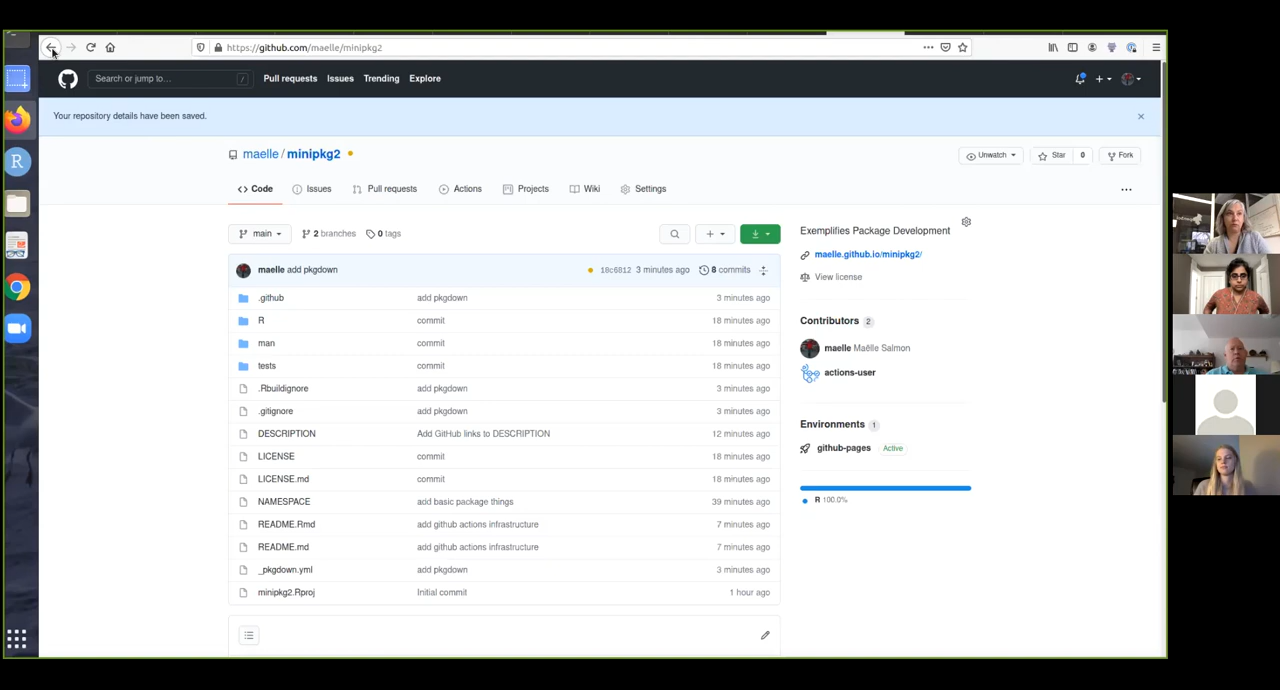 https://github.com/maelle/minipkg2
Search or jump to… /
Pull requests Issues Trending Explore
Your repository details have been saved.
maelle / minipkg2
Unwatch Star 0 Fork
Code Issues Pull requests Actions Projects Wiki Settings
main 2 branches 0 tags
Exemplifies Package Development
maelle.github.io/minipkg2/
View license
maelle add pkgdown 18c6812 3 minutes ago 8 commits
.github add pkgdown 3 minutes ago
R commit 18 minutes ago
man commit 18 minutes ago
tests commit 18 minutes ago
.Rbuildignore add pkgdown 3 minutes ago
.gitignore add pkgdown 3 minutes ago
DESCRIPTION Add GitHub links to DESCRIPTION 12 minutes ago
LICENSE commit 18 minutes ago
LICENSE.md commit 18 minutes ago
NAMESPACE add basic package things 39 minutes ago
README.Rmd add github actions infrastructure 7 minutes ago
README.md add github actions infrastructure 7 minutes ago
_pkgdown.yml add pkgdown 3 minutes ago
minipkg2.Rproj Initial commit 1 hour ago
Contributors 2
maelle Maëlle Salmon
actions-user
Environments 1
github-pages Active
R 100.0%
R